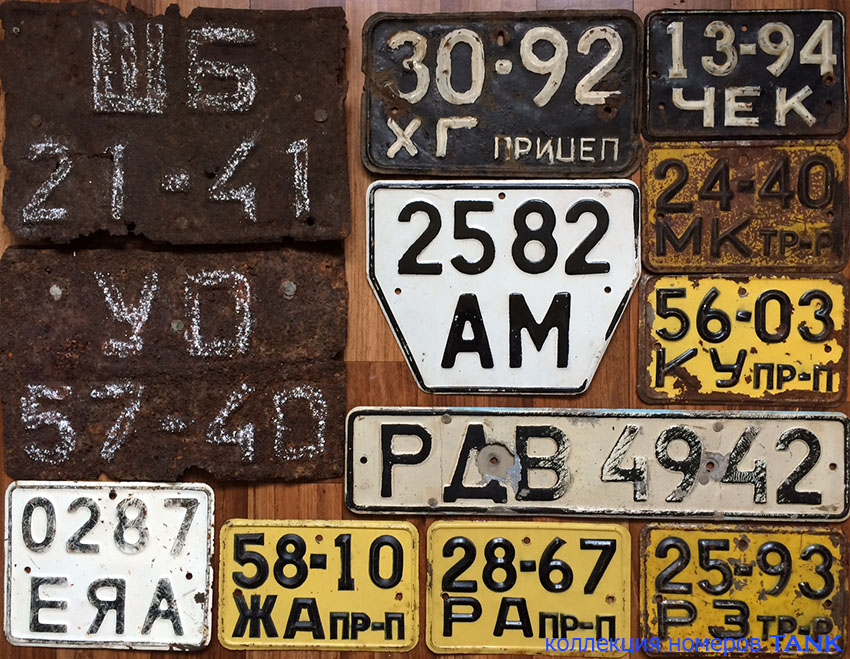 ШБ
21-41
УО
57-40
0287
ЕЯА
30-92
ХГ ПРИЦЕП
2582
АМ
13-94
ЧЕК
24-40
МК ТР-Р
56-03
КУ ПР-П
РДВ 4942
58-10
ЖА ПР-П
28-67
РА ПР-П
25-93
РЗ ТР-Р
коллекция номеров TANK